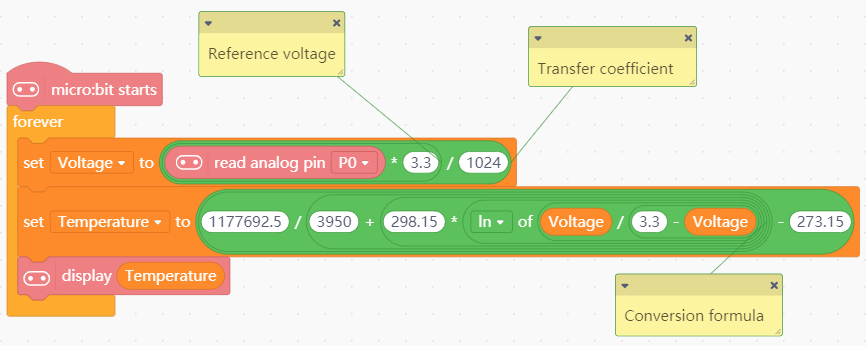 Reference voltage
Transfer coefficient
micro:bit starts
forever
set Voltage to read analog pin P0 * 3.3 / 1024
set Temperature to 1177692.5 / 3950 + 298.15 * ln of Voltage / 3.3 - Voltage - 273.15
display Temperature
Conversion formula